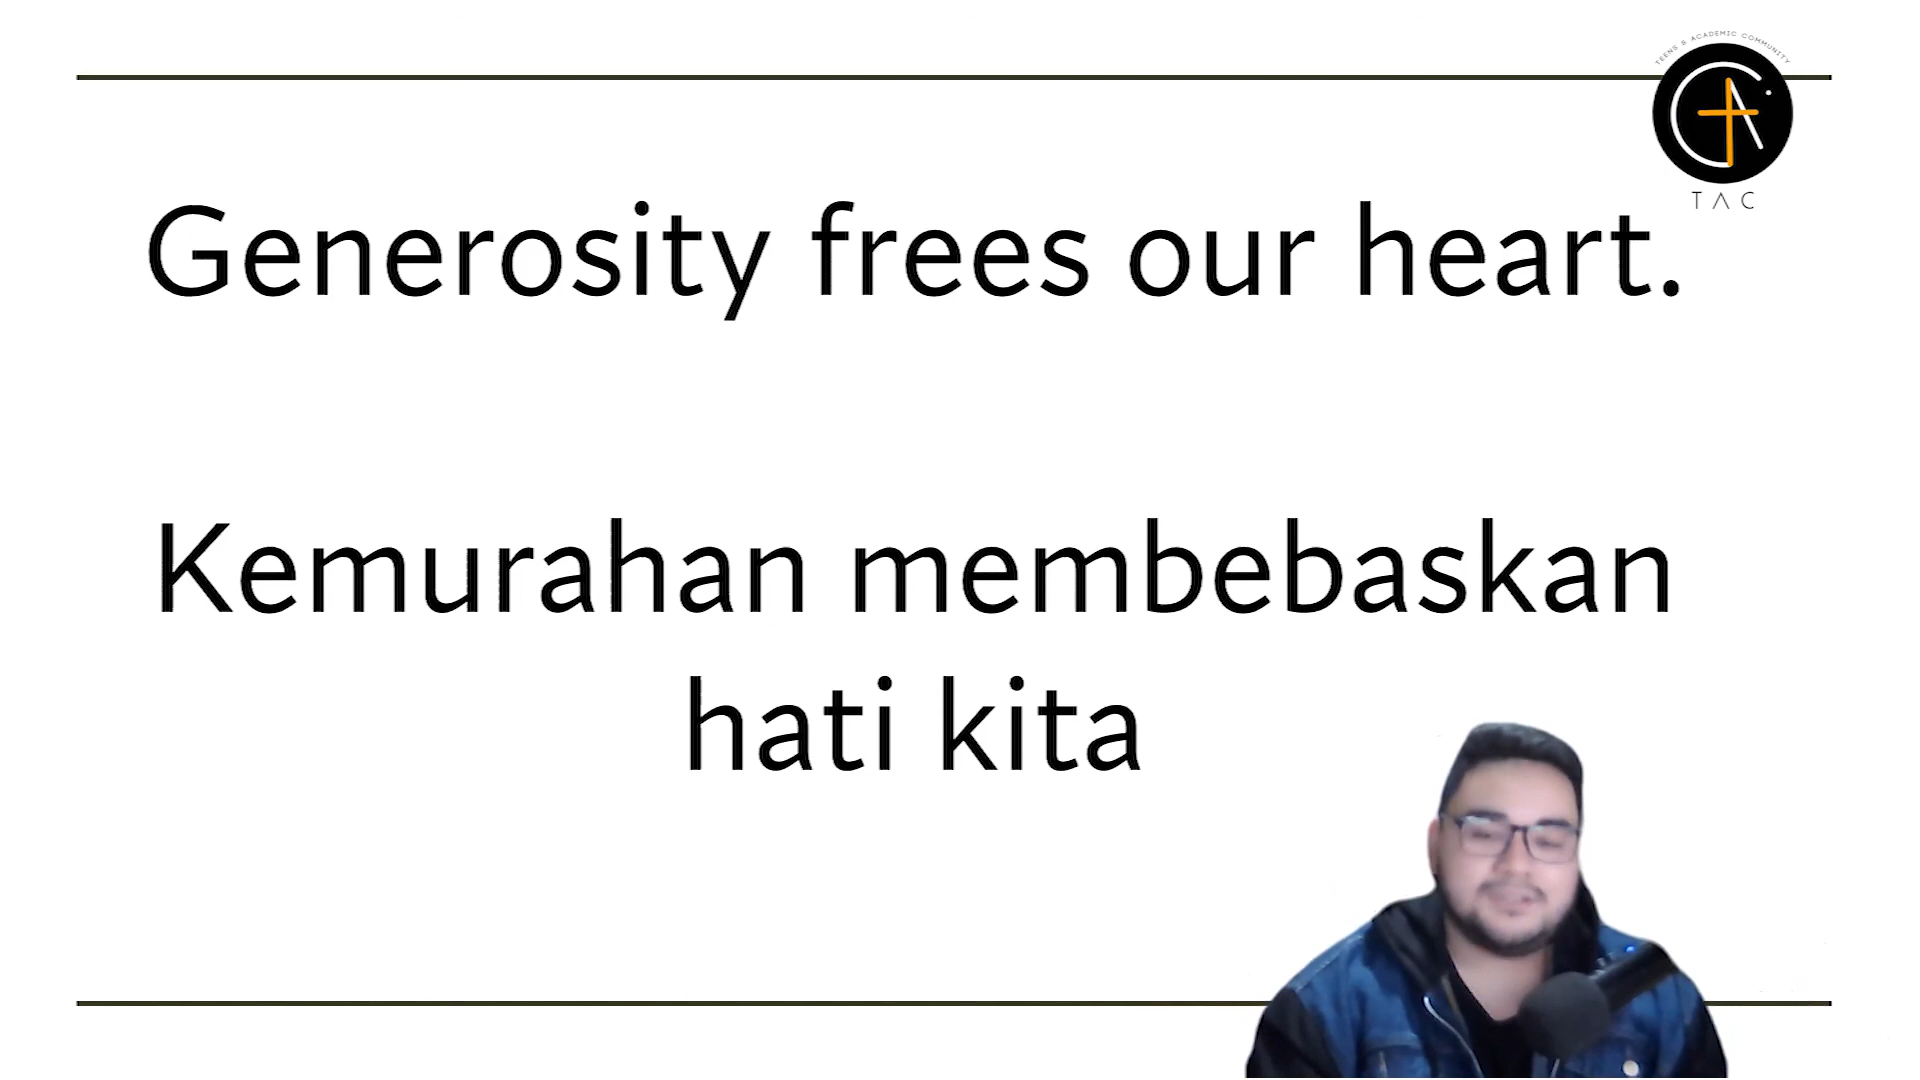 TEENS & ACADEMIC COMMUNITY
TAC
Generosity frees our heart.
Kemurahan membebaskan
hati kita